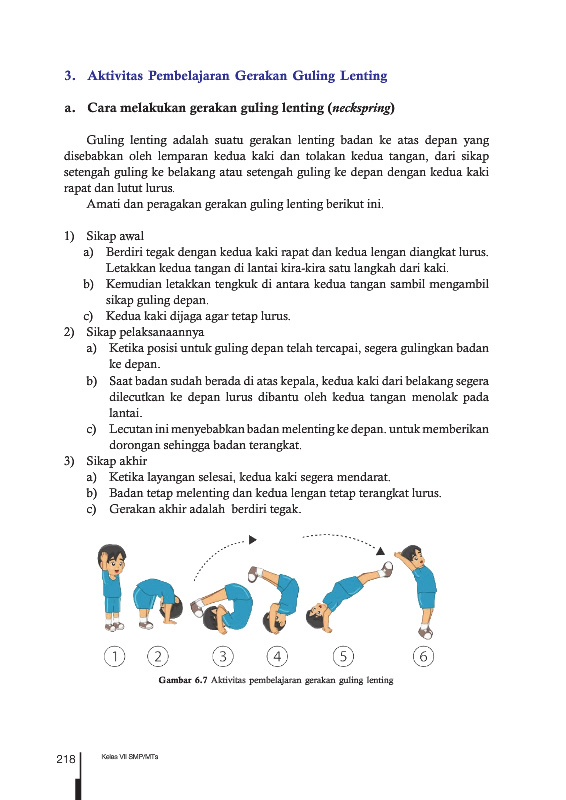 3. Aktivitas Pembelajaran Gerakan Guling Lenting
a. Cara melakukan gerakan guling lenting (neckspring)
Guling lenting adalah suatu gerakan lenting badan ke atas depan yang
disebabkan oleh lemparan kedua kaki dan tolakan kedua tangan, dari sikap
setengah guling ke belakang atau setengah guling ke depan dengan kedua kaki
rapat dan lutut lurus.
Amati dan peragakan gerakan guling lenting berikut ini.
1) Sikap awal
a) Berdiri tegak dengan kedua kaki rapat dan kedua lengan diangkat lurus.
Letakkan kedua tangan di lantai kira-kira satu langkah dari kaki.
b) Kemudian letakkan tengkuk di antara kedua tangan sambil mengambil
sikap guling depan.
c) Kedua kaki dijaga agar tetap lurus.
2) Sikap pelaksanaannya
a) Ketika posisi untuk guling depan telah tercapai, segera gulingkan badan
ke depan.
b) Saat badan sudah berada di atas kepala, kedua kaki dari belakang segera
dilecutkan ke depan lurus dibantu oleh kedua tangan menolak pada
lantai.
c) Lecutan ini menyebabkan badan melenting ke depan. untuk memberikan
dorongan sehingga badan terangkat.
3) Sikap akhir
a) Ketika layangan selesai, kedua kaki segera mendarat.
b) Badan tetap melenting dan kedua lengan tetap terangkat lurus.
c) Gerakan akhir adalah berdiri tegak.
1 2 3 4 5 6
Gambar 6.7 Aktivitas pembelajaran gerakan guling lenting
218 Kelas VII SMP/MTs